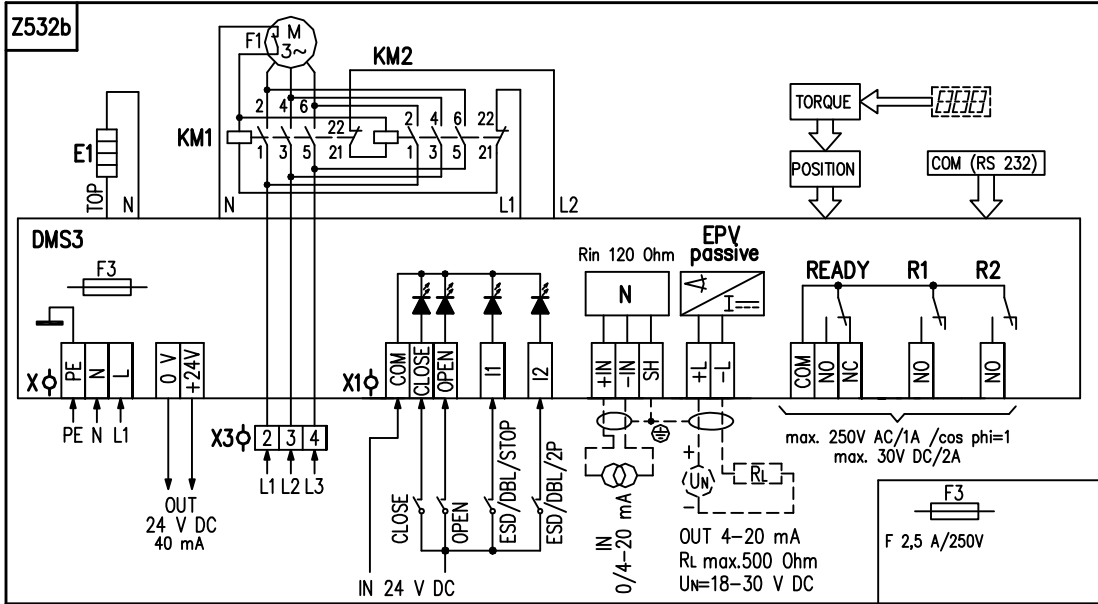 Z532b
F1
M
3~
KM2
2 4 6
22
2 4 6 22
KM1
1 3 5
21
1 3 5 21
E1
TOP
N
N
L1
L2
TORQUE
POSITION
COM (RS 232)
DMS3
F3
Rin 120 Ohm
N
EPV
passive
I
READY R1 R2
X
PE
N
L
0 V
+24V
X1
COM
CLOSE
OPEN
I1
I2
+IN
-IN
SH
+L
-L
COM
NO
NC
NO
NO
PE N L1
X3
2 3 4
L1 L2 L3
OUT
24 V DC
40 mA
CLOSE
OPEN
ESD/DBL/STOP
ESD/DBL/2P
IN 24 V DC
IN
0/4-20 mA
+
UN
-
RL
OUT 4-20 mA
RL max.500 Ohm
UN=18-30 V DC
max. 250V AC/1A /cos phi=1
max. 30V DC/2A
F3
F 2,5 A/250V